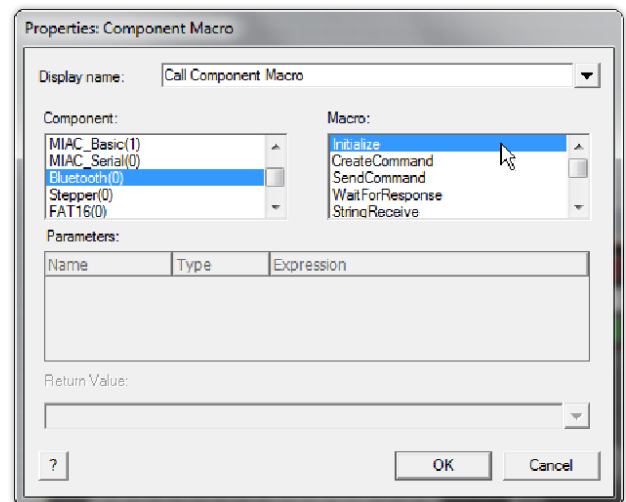 Properties: Component Macro
Display name: Call Component Macro
Component: Macro:
MIAC_Basic(1) Initialize
MIAC_Serial(0) CreateCommand
Bluetooth(0) SendCommand
Stepper(0) WaitForResponse
FAT16(0) StringReceive
Parameters:
Name Type Expression
Return Value:
? OK Cancel